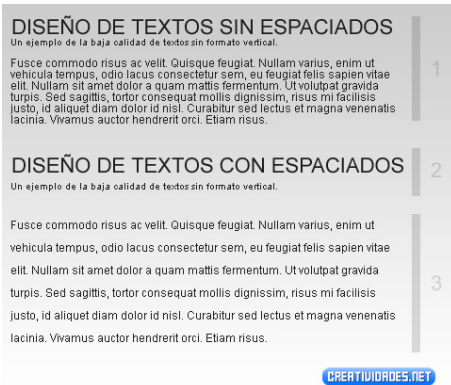 DISEÑO DE TEXTOS SIN ESPACIADOS
Un ejemplo de la baja calidad de textos sin formato vertical.
Fusce commodo risus ac velit. Quisque feugiat. Nullam varius, enim ut
vehicula tempus, odio lacus consectetur sem, eu feugiat felis sapien vitae
elit. Nullam sit amet dolor a quam mattis fermentum. Ut volutpat gravida
turpis. Sed sagittis, tortor consequat mollis dignissim, risus mi facilisis
justo, id aliquet diam dolor id nisl. Curabitur sed lectus et magna venenatis
lacinia. Vivamus auctor hendrerit orci. Etiam risus.
1
DISEÑO DE TEXTOS CON ESPACIADOS
Un ejemplo de la baja calidad de textos sin formato vertical.
2
Fusce commodo risus ac velit. Quisque feugiat. Nullam varius, enim ut
vehicula tempus, odio lacus consectetur sem, eu feugiat felis sapien vitae
elit. Nullam sit amet dolor a quam mattis fermentum. Ut volutpat gravida
turpis. Sed sagittis, tortor consequat mollis dignissim, risus mi facilisis
justo, id aliquet diam dolor id nisl. Curabitur sed lectus et magna venenatis
lacinia. Vivamus auctor hendrerit orci. Etiam risus.
3
CREATIVIDADES.NET